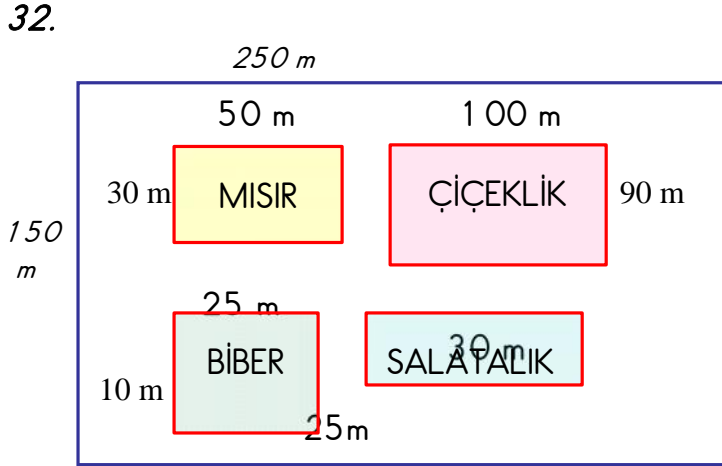 32.
250 m
50 m
100 m
30 m
MISIR
ÇİÇEKLİK
90 m
150
m
25 m
BİBER
30 m
SALATALIK
10 m
25m